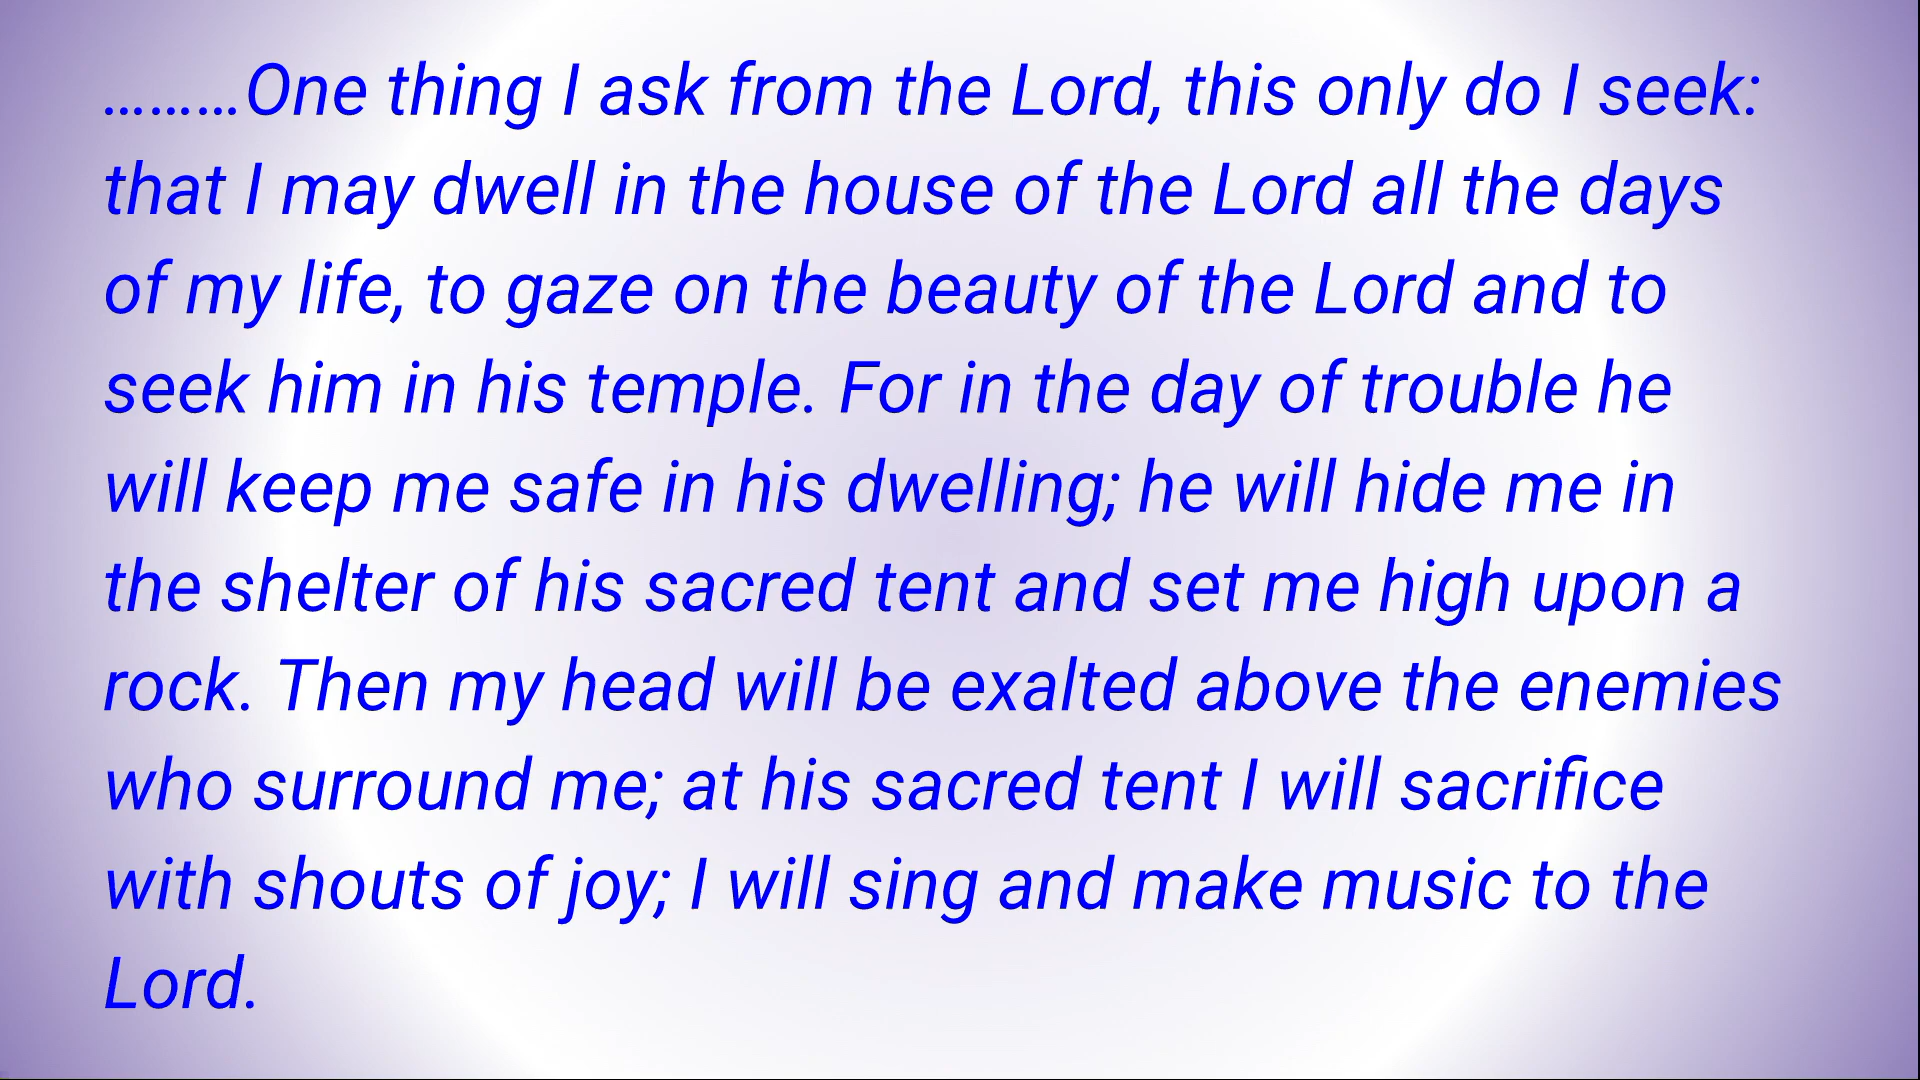 ………One thing I ask from the Lord, this only do I seek:
that I may dwell in the house of the Lord all the days
of my life, to gaze on the beauty of the Lord and to
seek him in his temple. For in the day of trouble he
will keep me safe in his dwelling; he will hide me in
the shelter of his sacred tent and set me high upon a
rock. Then my head will be exalted above the enemies
who surround me; at his sacred tent I will sacrifice
with shouts of joy; I will sing and make music to the
Lord.